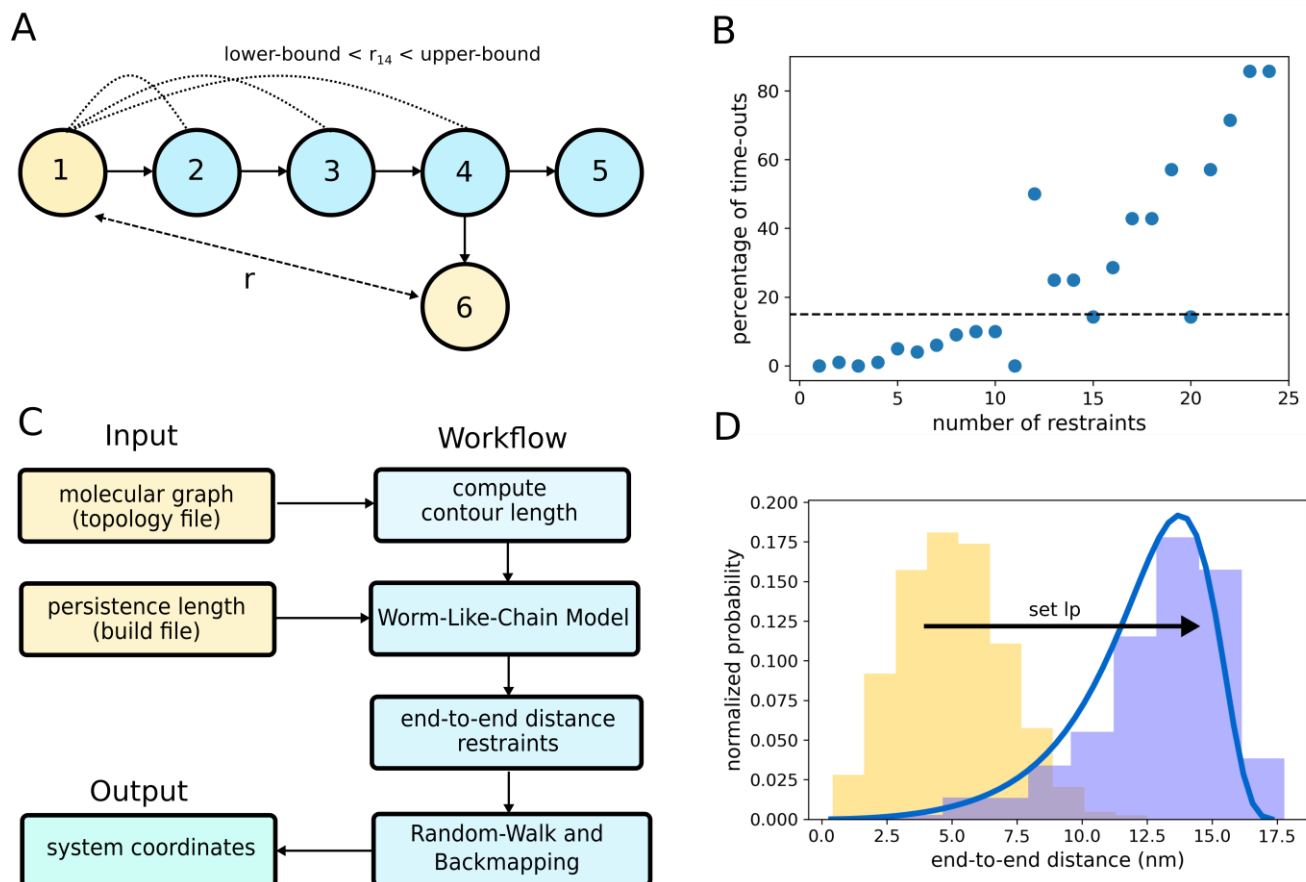 A
lower-bound < r₁₄ < upper-bound
1
2
3
4
5
r
6
B
percentage of time-outs
80
60
40
20
0
0
5
10
15
20
25
number of restraints
C
Input
Workflow
molecular graph
(topology file)
compute
contour length
persistence length
(build file)
Worm-Like-Chain Model
end-to-end distance
restraints
Output
system coordinates
Random-Walk and
Backmapping
D
normalized probability
0.200
0.175
0.150
0.125
0.100
0.075
0.050
0.025
0.000
set lp
0.0
2.5
5.0
7.5
10.0
12.5
15.0
17.5
end-to-end distance (nm)